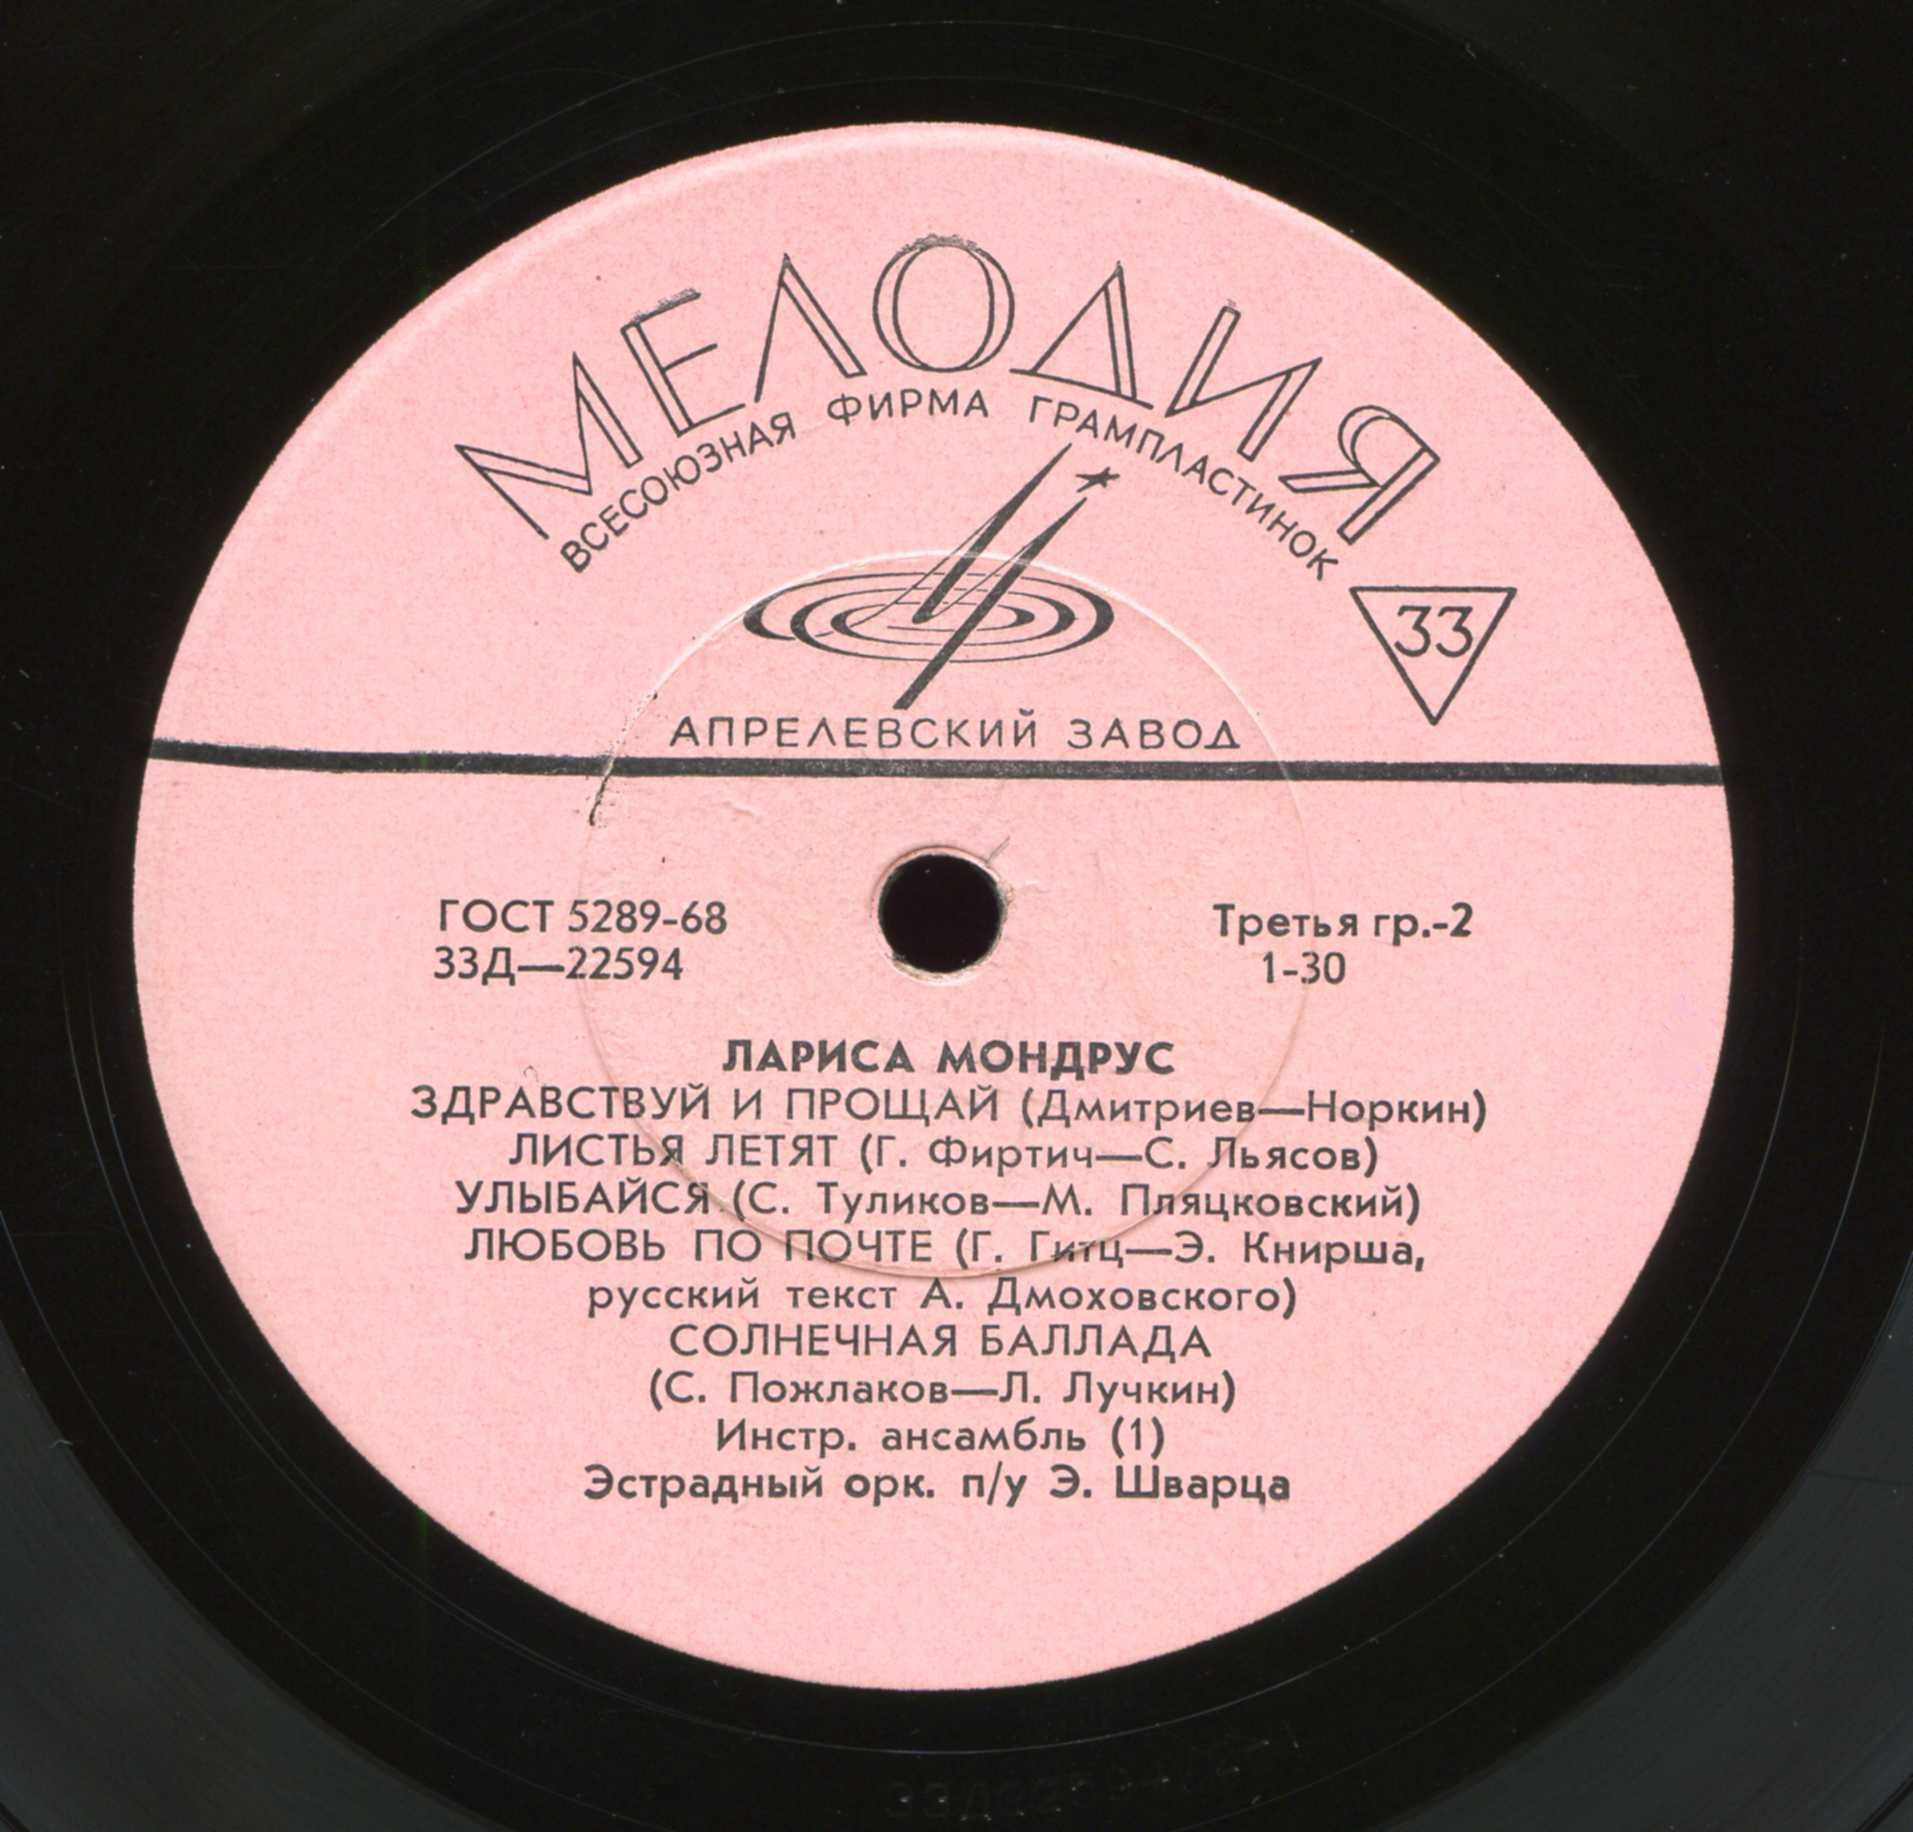 МЕЛОДИЯ
ВСЕСОЮЗНАЯ ФИРМА ГРАМПЛАСТИНОК
33
АПРЕЛЕВСКИЙ ЗАВОД
ГОСТ 5289-68
Третья гр.-2
33Д—22594
1-30
ЛАРИСА МОНДРУС
ЗДРАВСТВУЙ И ПРОЩАЙ (Дмитриев—Норкин)
ЛИСТЬЯ ЛЕТЯТ (Г. Фиртич—С. Льясов)
УЛЫБАЙСЯ (С. Туликов—М. Пляцковский)
ЛЮБОВЬ ПО ПОЧТЕ (Г. Гитц—Э. Книрша,
русский текст А. Дмоховского)
СОЛНЕЧНАЯ БАЛЛАДА
(С. Пожлаков—Л. Лучкин)
Инстр. ансамбль (1)
Эстрадный орк. п/у Э. Шварца